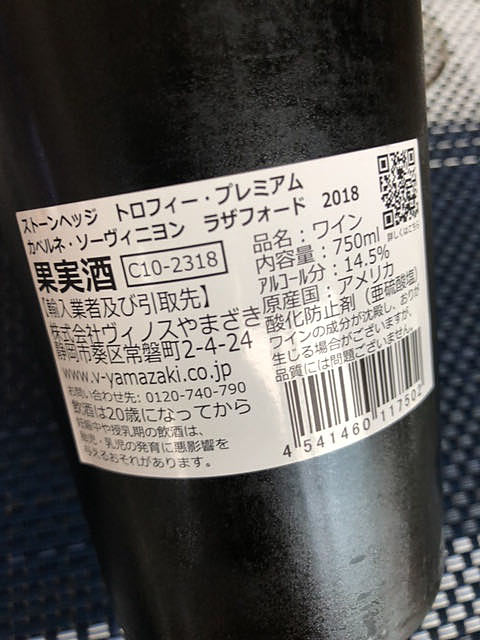 ストーンヘッジ トロフィー・プレミアム
カベルネ・ソーヴィニヨン ラザフォード 2018
果実酒 C10-2318
【輸入業者及び引取先】
株式会社ヴィノスやまざき
静岡市葵区常磐町2-4-24
www.v-yamazaki.co.jp
お問い合わせ先: 0120-740-790
飲酒は20歳になってから
妊娠中や授乳期の飲酒は、
胎児・乳児の発育に悪影響を
与えるおそれがあります。
詳しくはこちら
品名：ワイン
内容量：750ml
アルコール分：14.5%
原産国：アメリカ
酸化防止剤（亜硫酸塩）
ワインの成分が沈殿し、おりが
生じる場合がございますが、
品質には問題ございません。
4 541460 11750